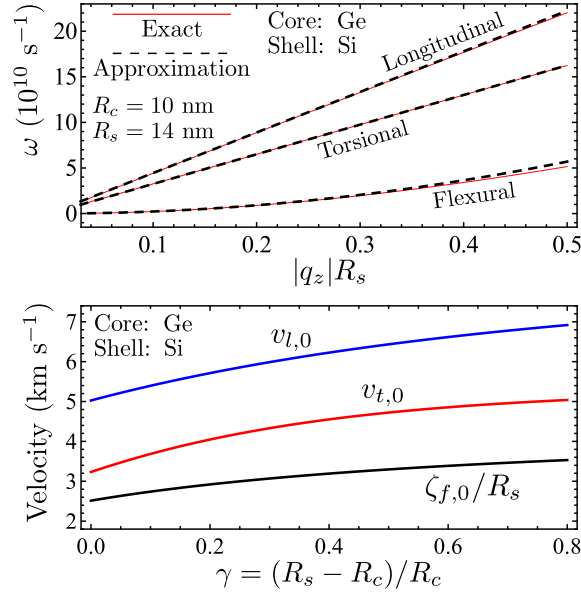 20
15
10
5
0
ω (10¹⁰ s⁻¹)
Exact
Approximation
Core: Ge
Shell: Si
R_c = 10 nm
R_s = 14 nm
Longitudinal
Torsional
Flexural
0.1 0.2 0.3 0.4 0.5
|q_z|R_s
7
6
5
4
3
2
Velocity (km s⁻¹)
Core: Ge
Shell: Si
v_{l,0}
v_{t,0}
ζ_{f,0}/R_s
0.0 0.2 0.4 0.6 0.8
γ = (R_s − R_c)/R_c